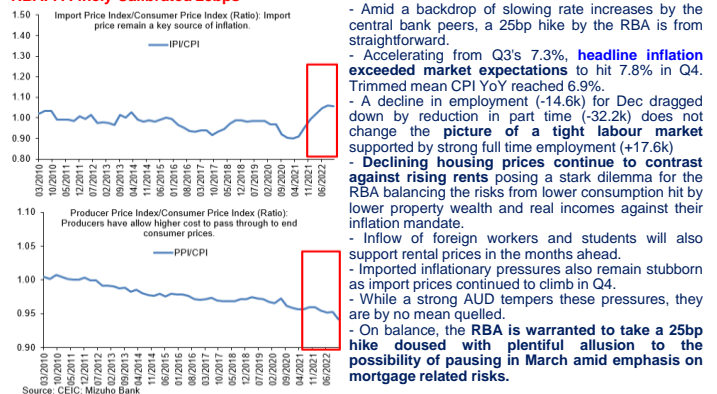 1.50
Import Price Index/Consumer Price Index (Ratio): Import
price remain a key source of inflation.
1.40
IPI/CPI
1.30
1.20
1.10
1.00
0.90
0.80
03/2010
10/2010
05/2011
12/2011
07/2012
02/2013
09/2013
04/2014
11/2014
06/2015
01/2016
08/2016
03/2017
10/2017
05/2018
12/2018
07/2019
02/2020
09/2020
04/2021
11/2021
06/2022
1.10
Producer Price Index/Consumer Price Index (Ratio):
Producers have allow higher cost to pass through to end
consumer prices.
PPI/CPI
1.05
1.00
0.95
0.90
03/2010
10/2010
05/2011
12/2011
07/2012
02/2013
09/2013
04/2014
11/2014
06/2015
01/2016
08/2016
03/2017
10/2017
05/2018
12/2018
07/2019
02/2020
09/2020
04/2021
11/2021
06/2022
Source: CEIC; Mizuho Bank
- Amid a backdrop of slowing rate increases by the
central bank peers, a 25bp hike by the RBA is from
straightforward.
- Accelerating from Q3's 7.3%, headline inflation
exceeded market expectations to hit 7.8% in Q4.
Trimmed mean CPI YoY reached 6.9%.
- A decline in employment (-14.6k) for Dec dragged
down by reduction in part time (-32.2k) does not
change the picture of a tight labour market
supported by strong full time employment (+17.6k)
- Declining housing prices continue to contrast
against rising rents posing a stark dilemma for the
RBA balancing the risks from lower consumption hit by
lower property wealth and real incomes against their
inflation mandate.
- Inflow of foreign workers and students will also
support rental prices in the months ahead.
- Imported inflationary pressures also remain stubborn
as import prices continued to climb in Q4.
- While a strong AUD tempers these pressures, they
are by no mean quelled.
- On balance, the RBA is warranted to take a 25bp
hike doused with plentiful allusion to the
possibility of pausing in March amid emphasis on
mortgage related risks.